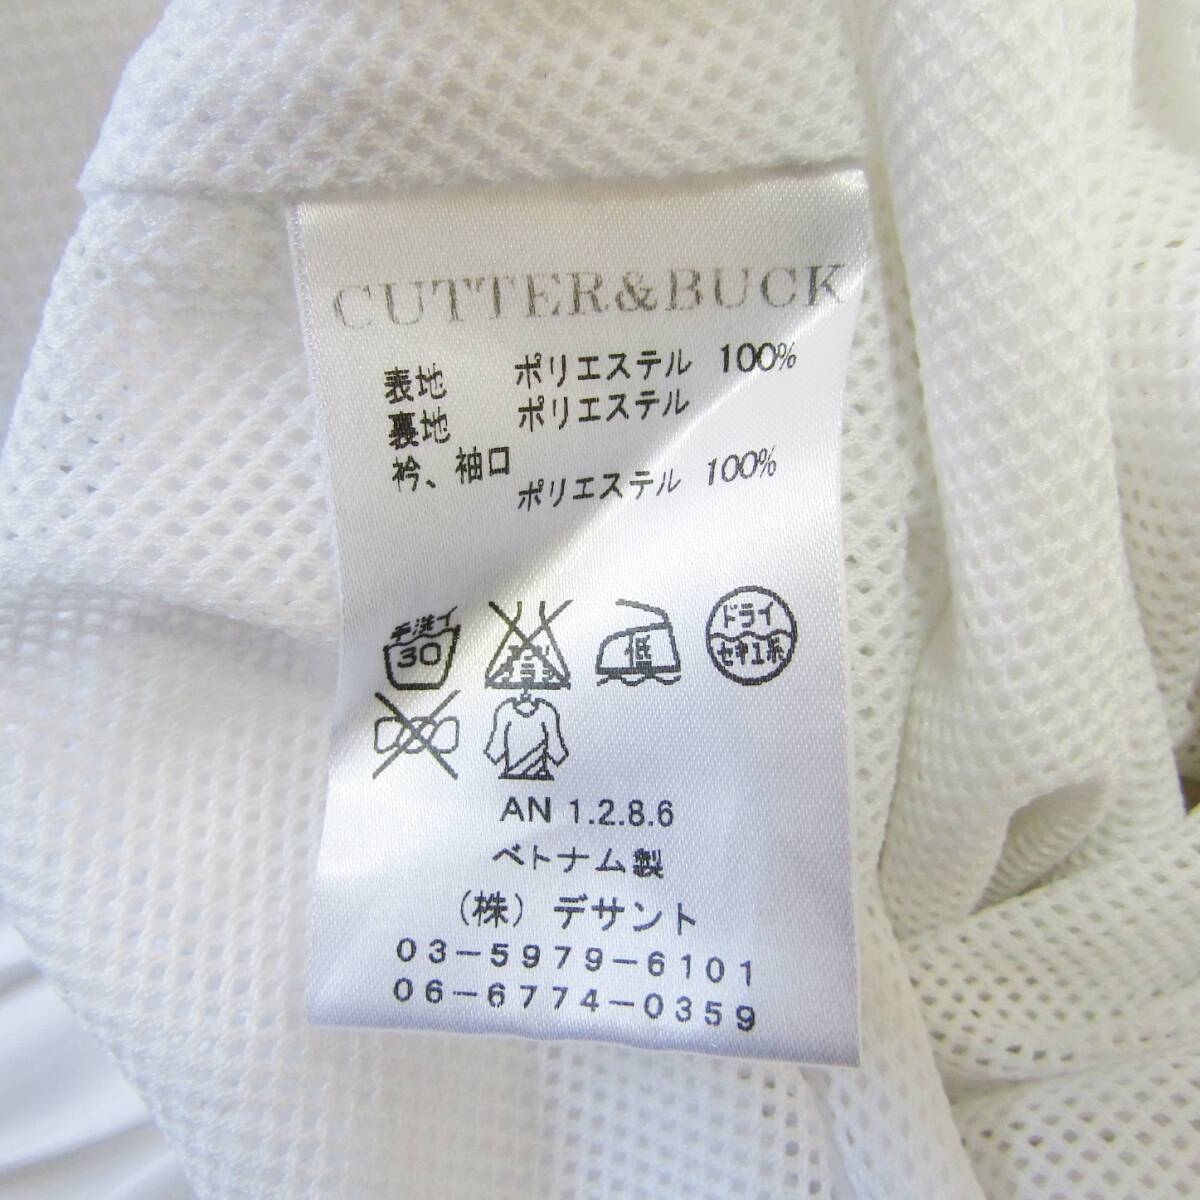 CUTTER&BUCK
表地 ポリエステル 100%
裏地 ポリエステル
衿、袖口
ポリエステル 100%
手洗イ
30
低
ドライ
セキユ系
AN 1.2.8.6
ベトナム製
(株) デサント
03-5979-6101
06-6774-0359